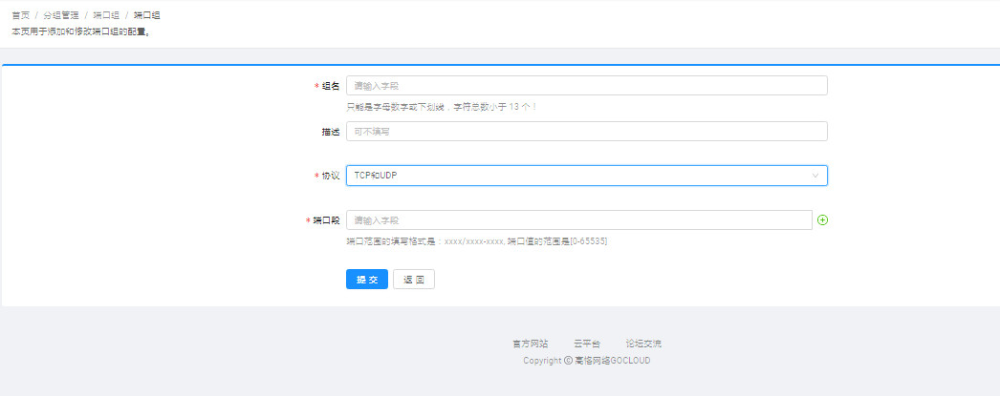 首页 / 分组管理 / 端口组 / 端口组
本页用于添加和修改端口组的配置。
* 组名 请输入字段
只能是字母数字或下划线，字符总数小于 13 个！
描述 可不填写
* 协议 TCP和UDP
* 端口段 请输入字段
端口范围的填写格式是：xxxx/xxxx-xxxx, 端口值的范围是[0-65535]
提 交 返 回
官方网站 云平台 论坛交流
Copyright © 高恪网络GOCLOUD